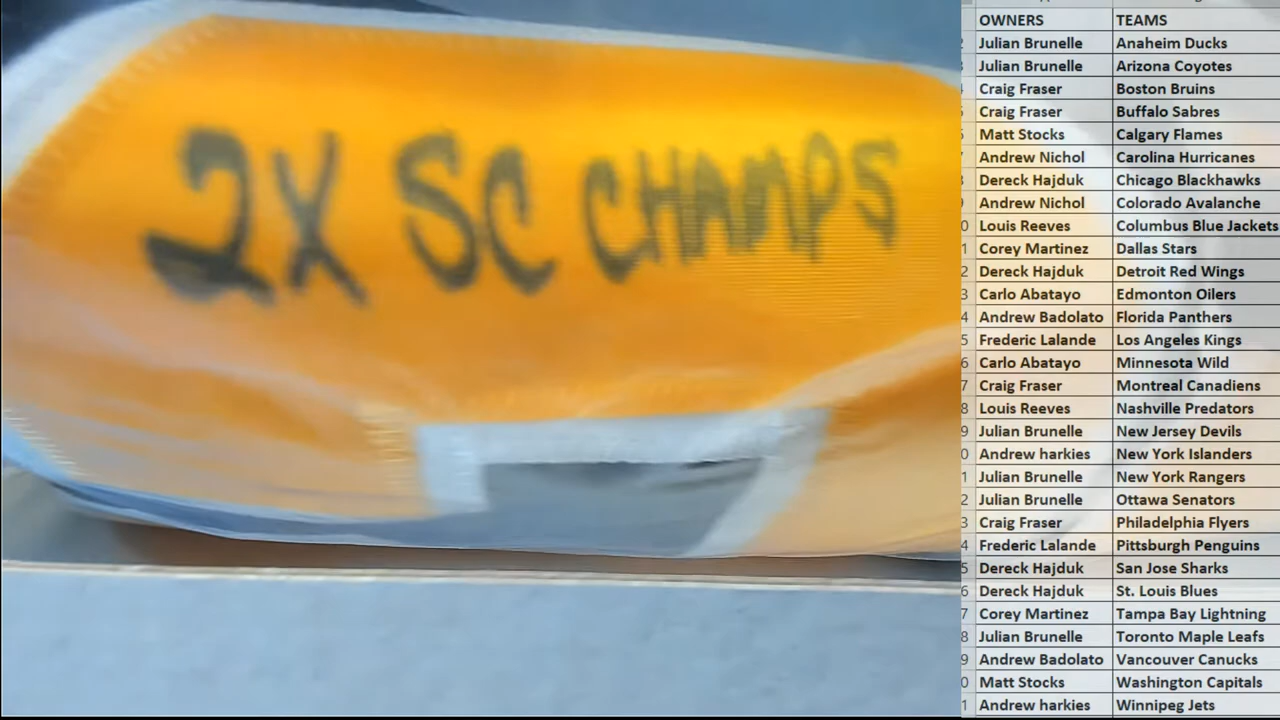 2X SC CHAMPS
OWNERS TEAMS
Julian Brunelle Anaheim Ducks
Julian Brunelle Arizona Coyotes
Craig Fraser Boston Bruins
Craig Fraser Buffalo Sabres
Matt Stocks Calgary Flames
Andrew Nichol Carolina Hurricanes
Dereck Hajduk Chicago Blackhawks
Andrew Nichol Colorado Avalanche
Louis Reeves Columbus Blue Jackets
Corey Martinez Dallas Stars
Dereck Hajduk Detroit Red Wings
Carlo Abatayo Edmonton Oilers
Andrew Badolato Florida Panthers
Frederic Lalande Los Angeles Kings
Carlo Abatayo Minnesota Wild
Craig Fraser Montreal Canadiens
Louis Reeves Nashville Predators
Julian Brunelle New Jersey Devils
Andrew harkies New York Islanders
Julian Brunelle New York Rangers
Julian Brunelle Ottawa Senators
Craig Fraser Philadelphia Flyers
Frederic Lalande Pittsburgh Penguins
Dereck Hajduk San Jose Sharks
Dereck Hajduk St. Louis Blues
Corey Martinez Tampa Bay Lightning
Julian Brunelle Toronto Maple Leafs
Andrew Badolato Vancouver Canucks
Matt Stocks Washington Capitals
Andrew harkies Winnipeg Jets